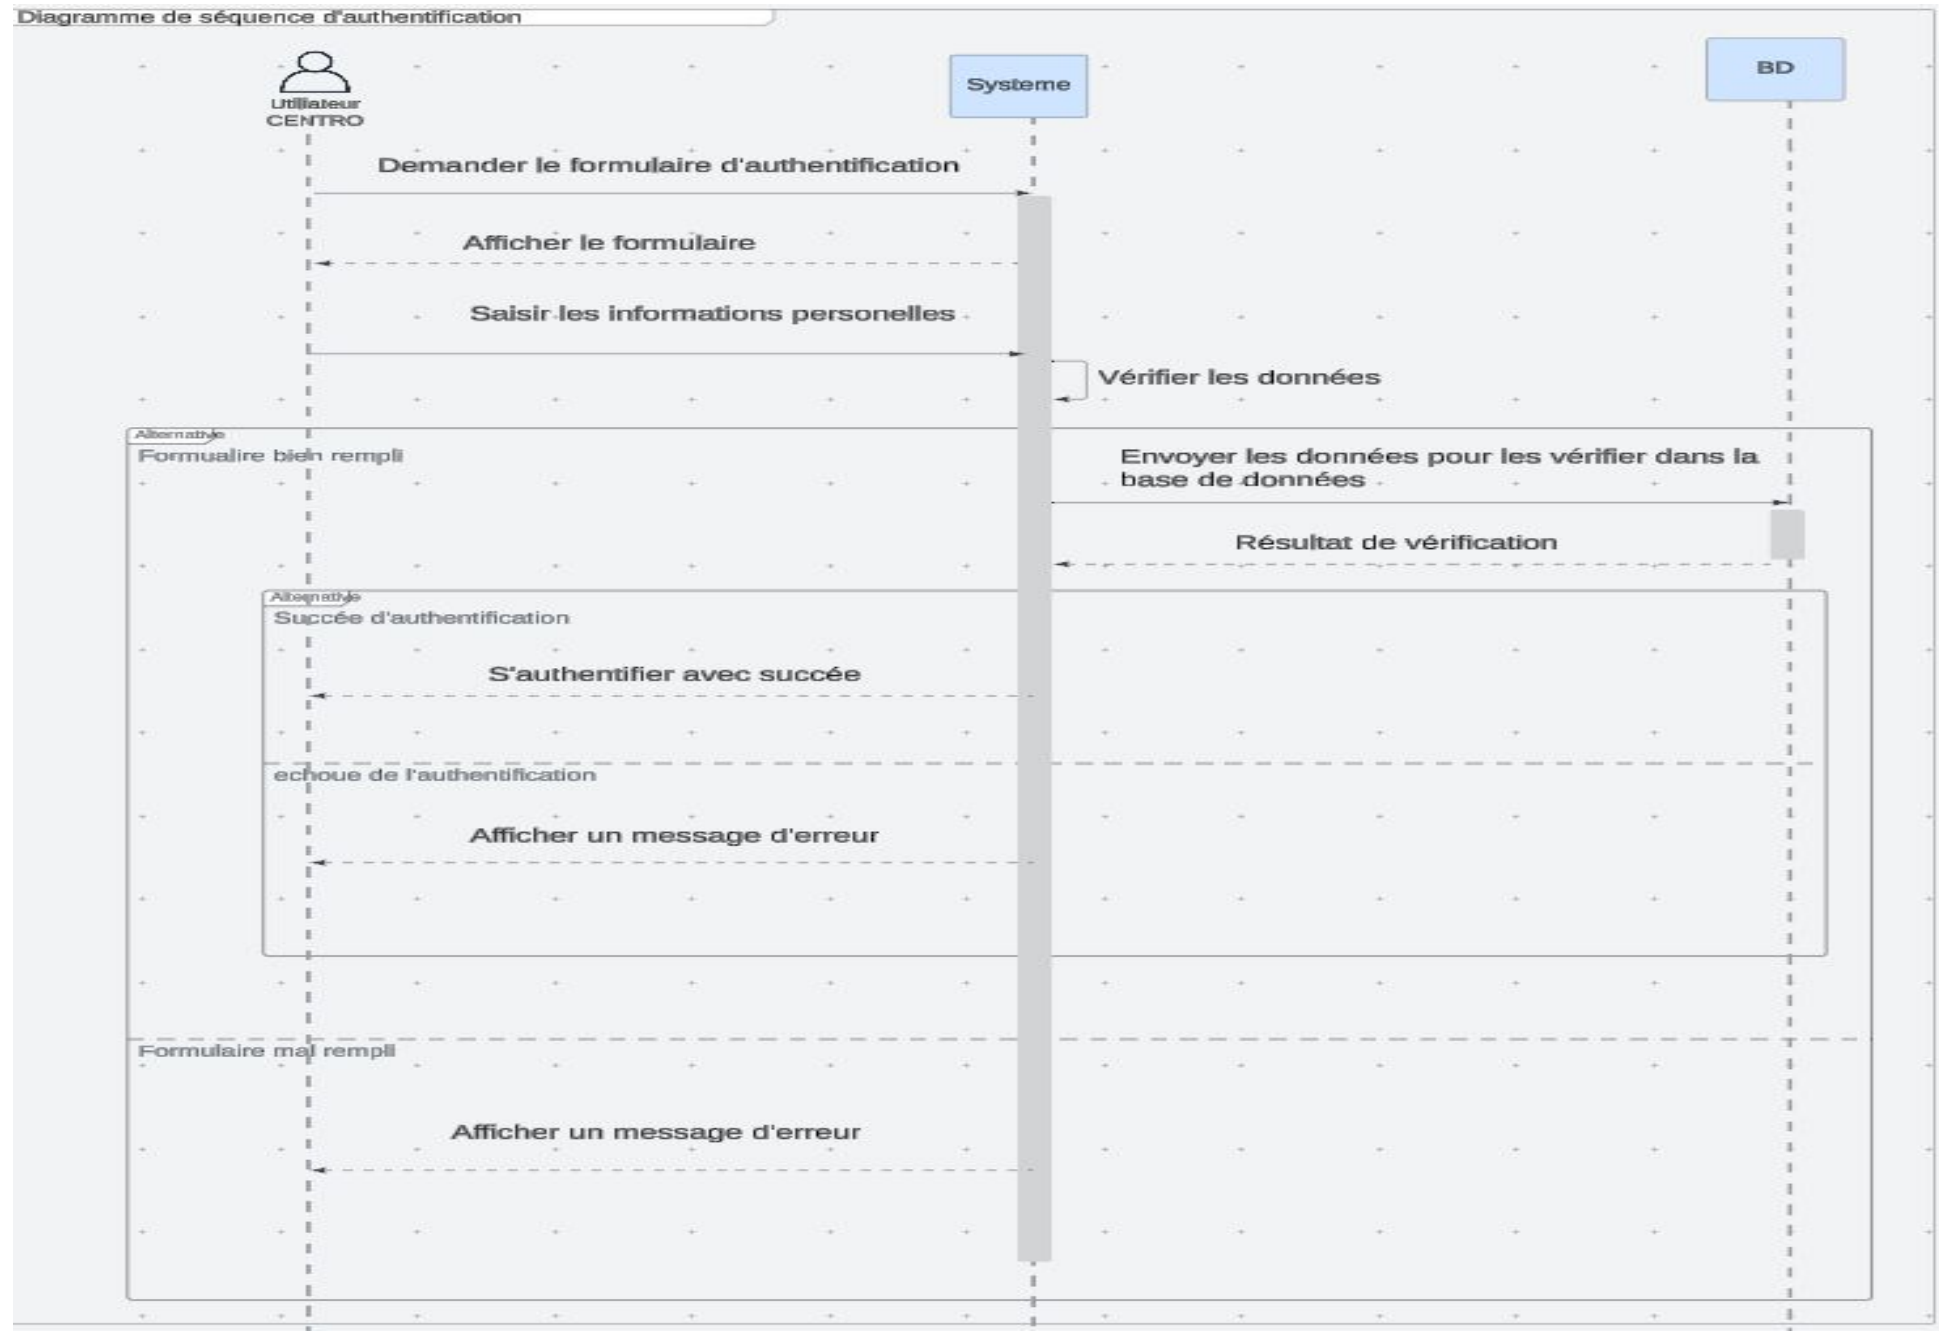 Diagramme de séquence d'authentification
Utiliateur
CENTRO
Systeme
BD
Demander le formulaire d'authentification
Afficher le formulaire
Saisir les informations personelles
Vérifier les données
Alternative
Formualire bien rempli
Envoyer les données pour les vérifier dans la
base de données
Résultat de vérification
Alternative
Succée d'authentification
S'authentifier avec succée
echoue de l'authentification
Afficher un message d'erreur
Formulaire mal rempli
Afficher un message d'erreur